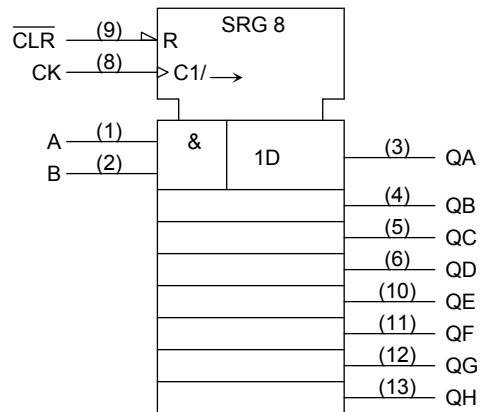 SRG 8
CLR (9) R
CK (8) C1/
A (1) & 1D (3) QA
B (2)
(4) QB
(5) QC
(6) QD
(10) QE
(11) QF
(12) QG
(13) QH